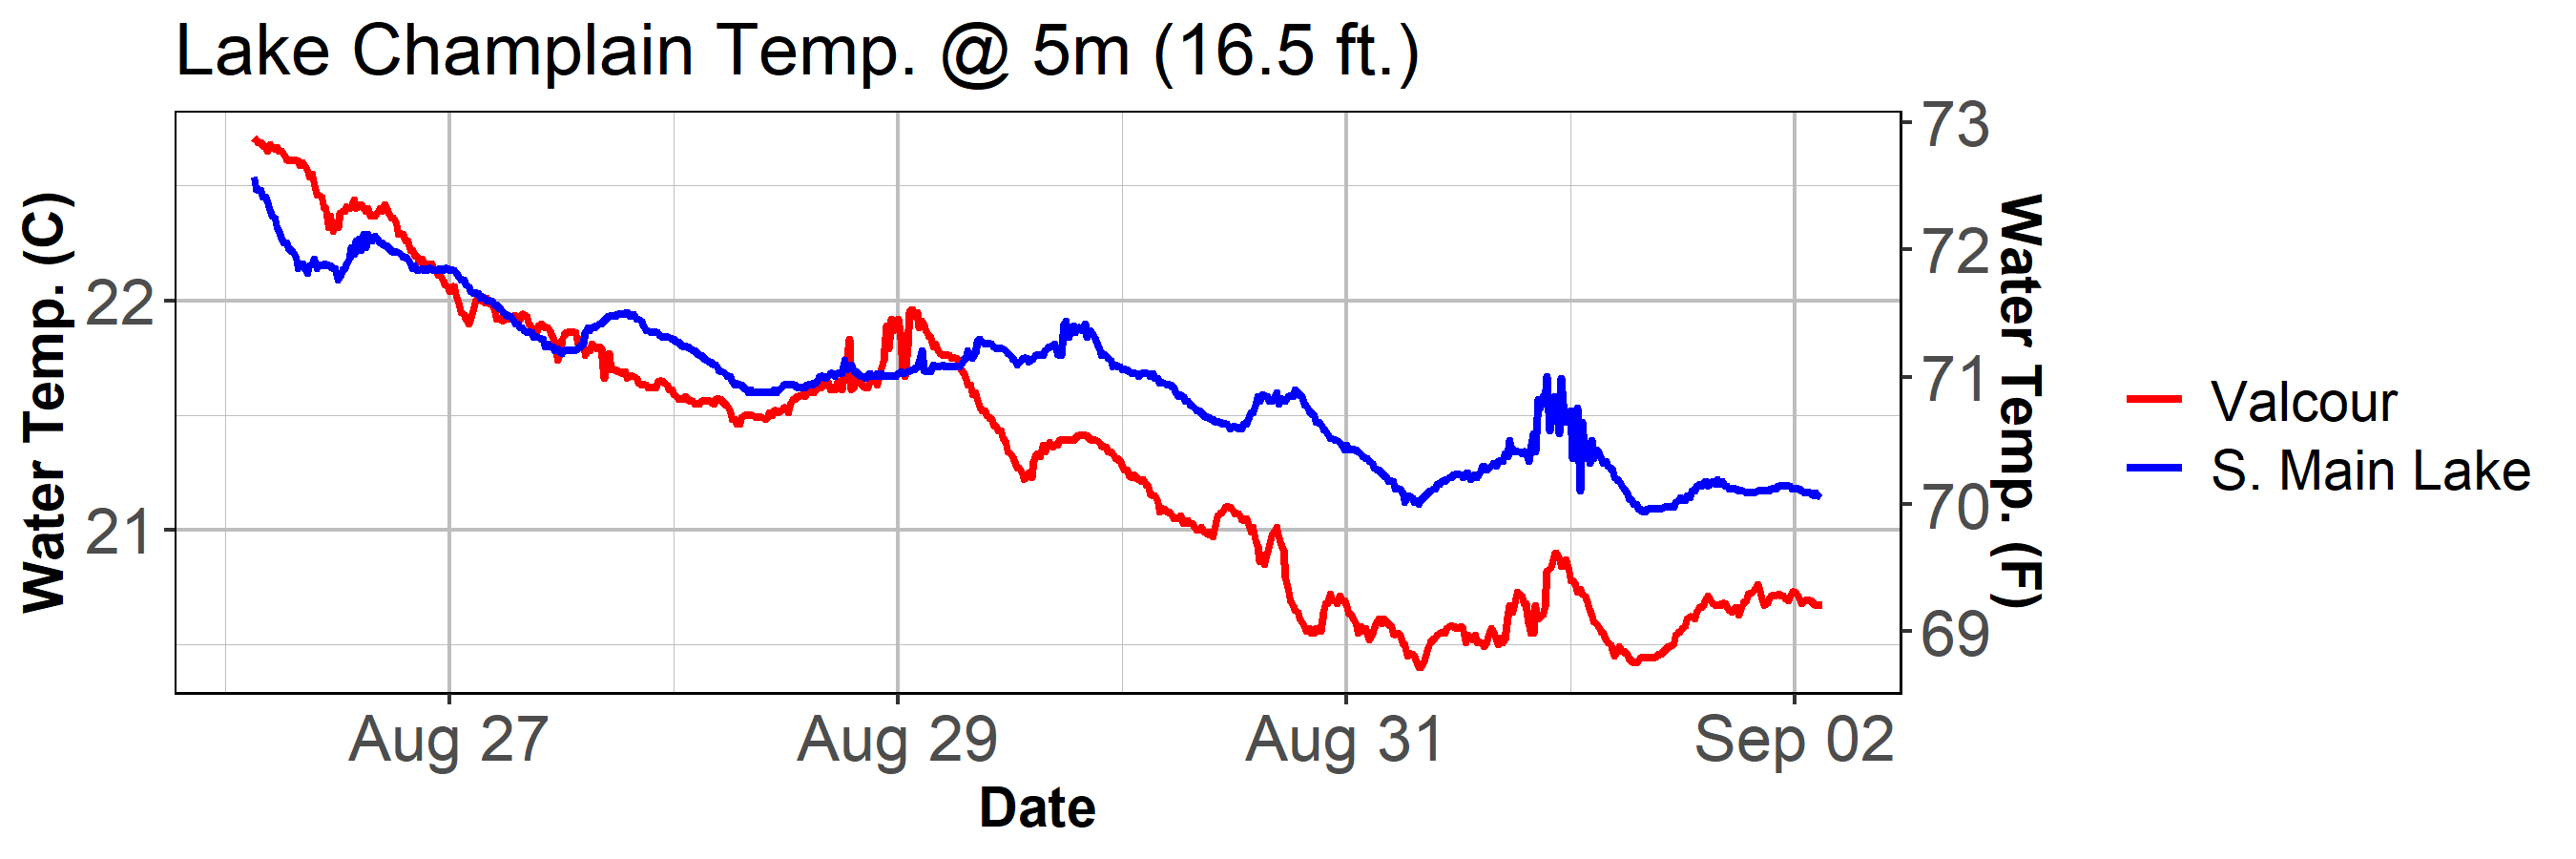 Lake Champlain Temp. @ 5m (16.5 ft.)
Water Temp. (C)
22
21
73
72
71
70
69
Water Temp. (F)
Aug 27
Aug 29
Aug 31
Sep 02
Date
Valcour
S. Main Lake